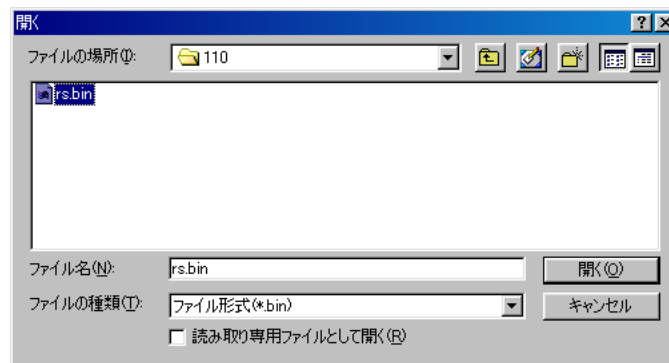 開く
ファイルの場所(I):
110
rs.bin
ファイル名(N):
rs.bin
開く(O)
ファイルの種類(T):
ファイル形式(*.bin)
キャンセル
読み取り専用ファイルとして開く(R)